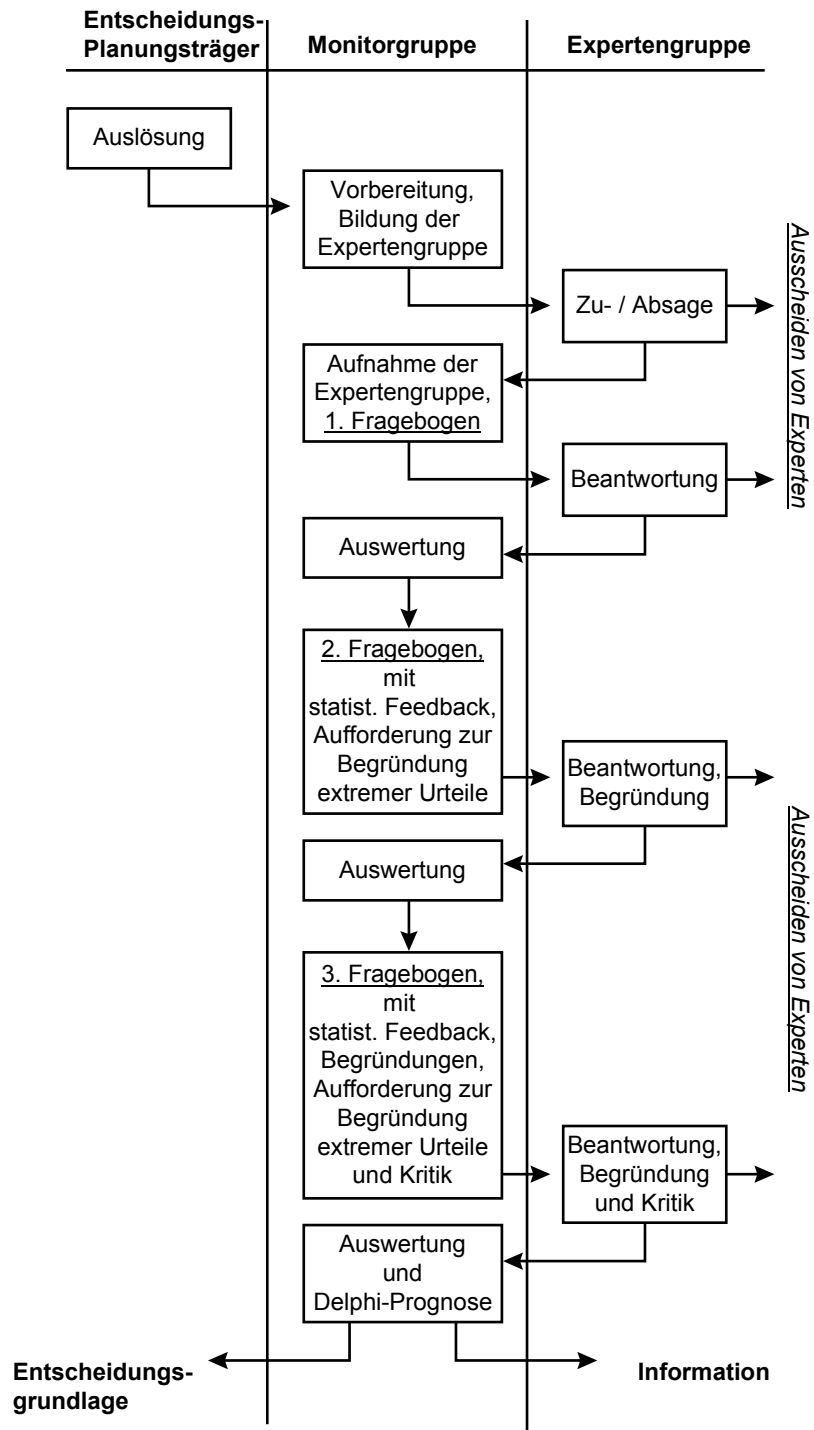 Entscheidungs-
Planungsträger
Monitorgruppe
Expertengruppe
Auslösung
Vorbereitung,
Bildung der
Expertengruppe
Zu- / Absage
Ausscheiden von Experten
Aufnahme der
Expertengruppe,
1. Fragebogen
Beantwortung
Auswertung
2. Fragebogen,
mit
statist. Feedback,
Aufforderung zur
Begründung
extremer Urteile
Beantwortung,
Begründung
Ausscheiden von Experten
Auswertung
3. Fragebogen,
mit
statist. Feedback,
Begründungen,
Aufforderung zur
Begründung
extremer Urteile
und Kritik
Beantwortung,
Begründung
und Kritik
Auswertung
und
Delphi-Prognose
Entscheidungs-
grundlage
Information